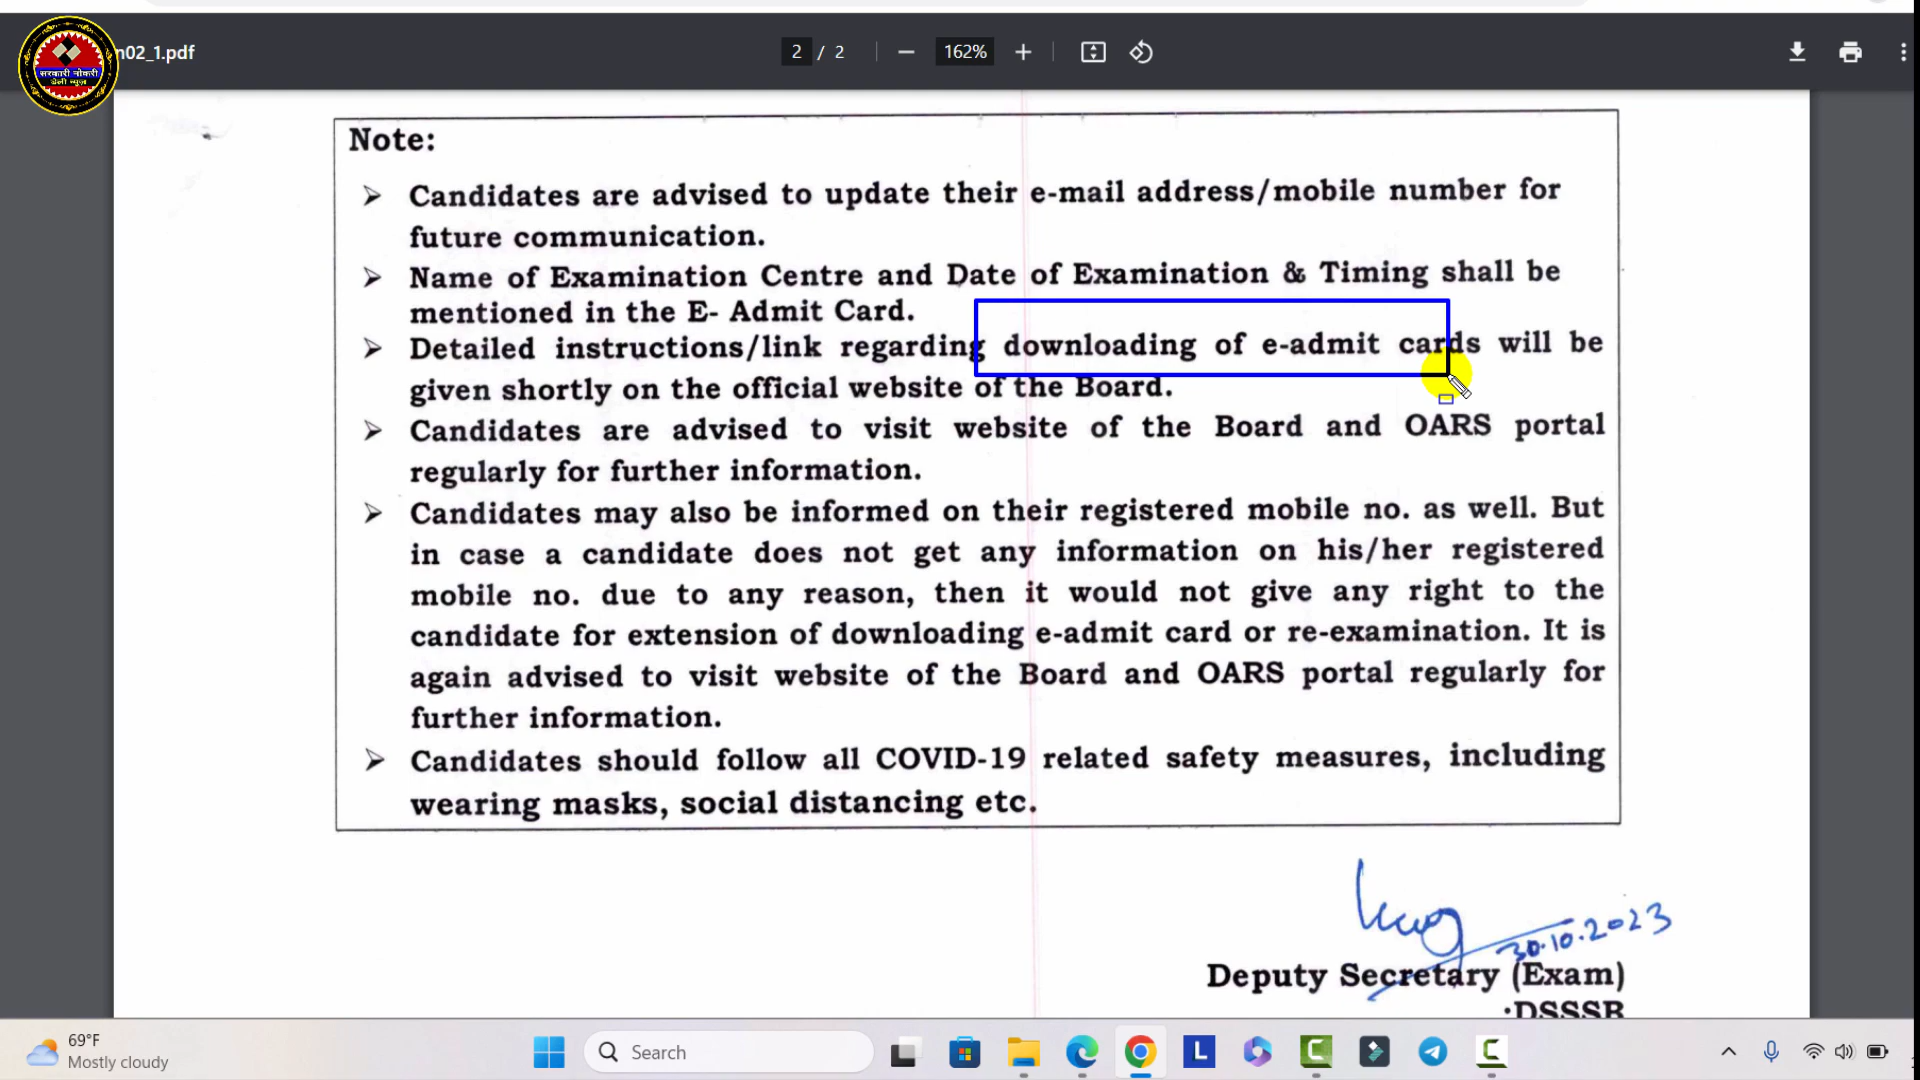 सरकारी नोकरी
डेली न्यूज
n02_1.pdf
2 / 2
162%
Note:
➢ Candidates are advised to update their e-mail address/mobile number for
future communication.
➢ Name of Examination Centre and Date of Examination & Timing shall be
mentioned in the E- Admit Card.
➢ Detailed instructions/link regarding downloading of e-admit cards will be
given shortly on the official website of the Board.
➢ Candidates are advised to visit website of the Board and OARS portal
regularly for further information.
➢ Candidates may also be informed on their registered mobile no. as well. But
in case a candidate does not get any information on his/her registered
mobile no. due to any reason, then it would not give any right to the
candidate for extension of downloading e-admit card or re-examination. It is
again advised to visit website of the Board and OARS portal regularly for
further information.
➢ Candidates should follow all COVID-19 related safety measures, including
wearing masks, social distancing etc.
30.10.2023
Deputy Secretary (Exam)
DSSSB
69°F
Mostly cloudy
Search
L